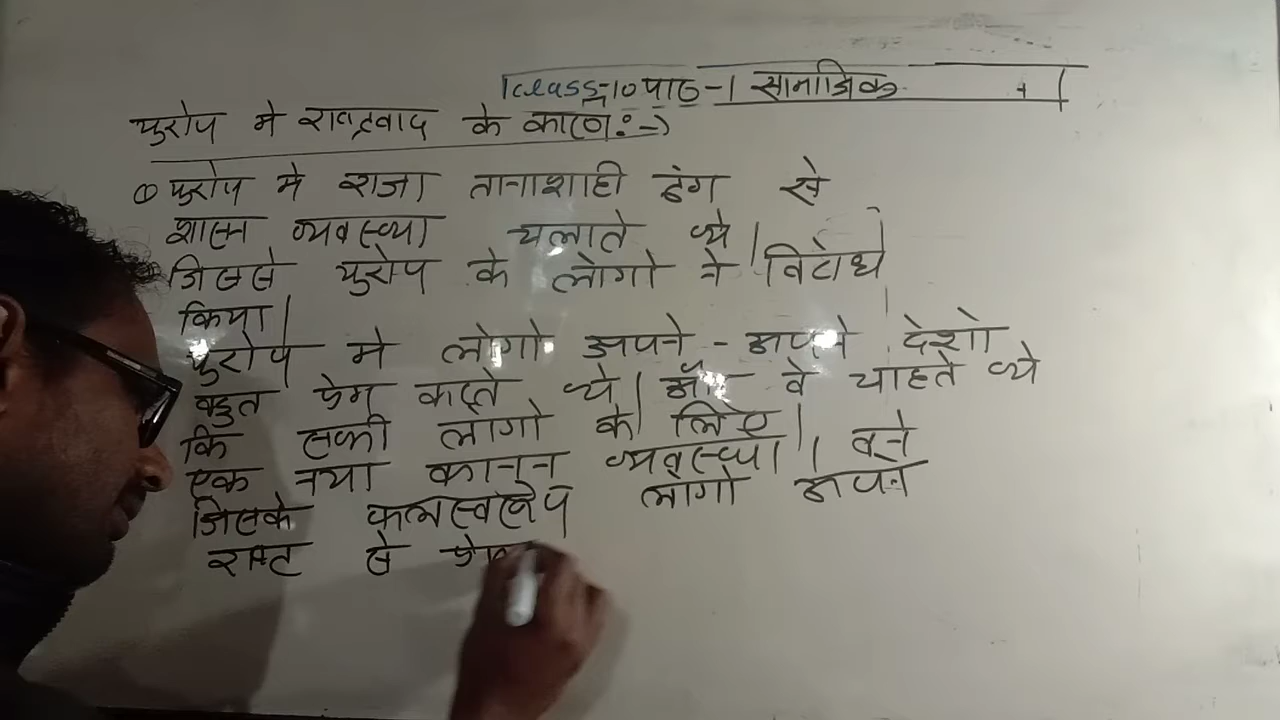 class-10 पाठ-1 सामाजिक
युरोप मे राष्ट्रवाद के कारण:-)
① युरोप मे राजा तानाशाही ढंग से
शासन व्यवस्था चलाते थे।
जिससे युरोप के लोगो ने विरोध
किया।
युरोप मे लोगो अपने-अपने देशो
बहुत प्रेम करते थे। और वे चाहते थे
कि सभी लोगो के लिए
एक नया कानुन व्यवस्था। बने
जिसके फलस्वरुप लोगो अपने
राष्ट से